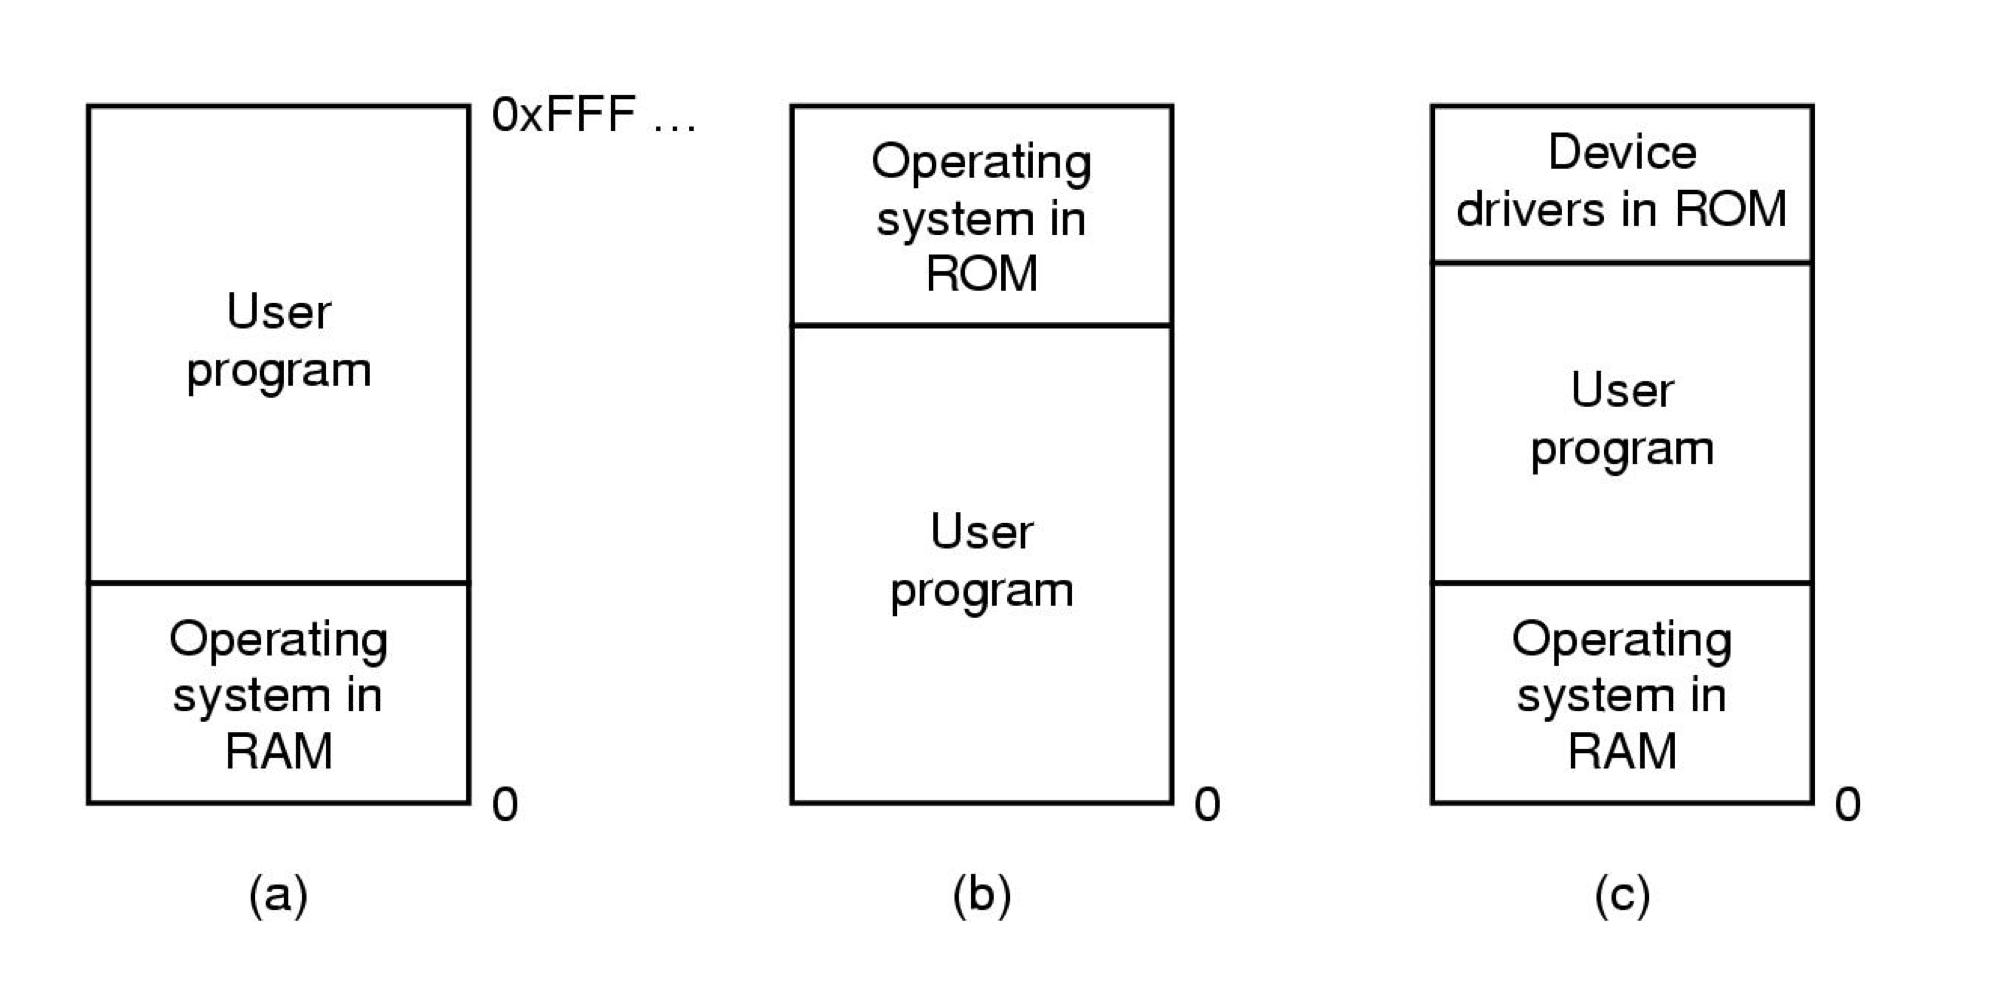 0xFFF ...
User
program
Operating
system in
RAM
0
(a)
Operating
system in
ROM
User
program
0
(b)
Device
drivers in ROM
User
program
Operating
system in
RAM
0
(c)